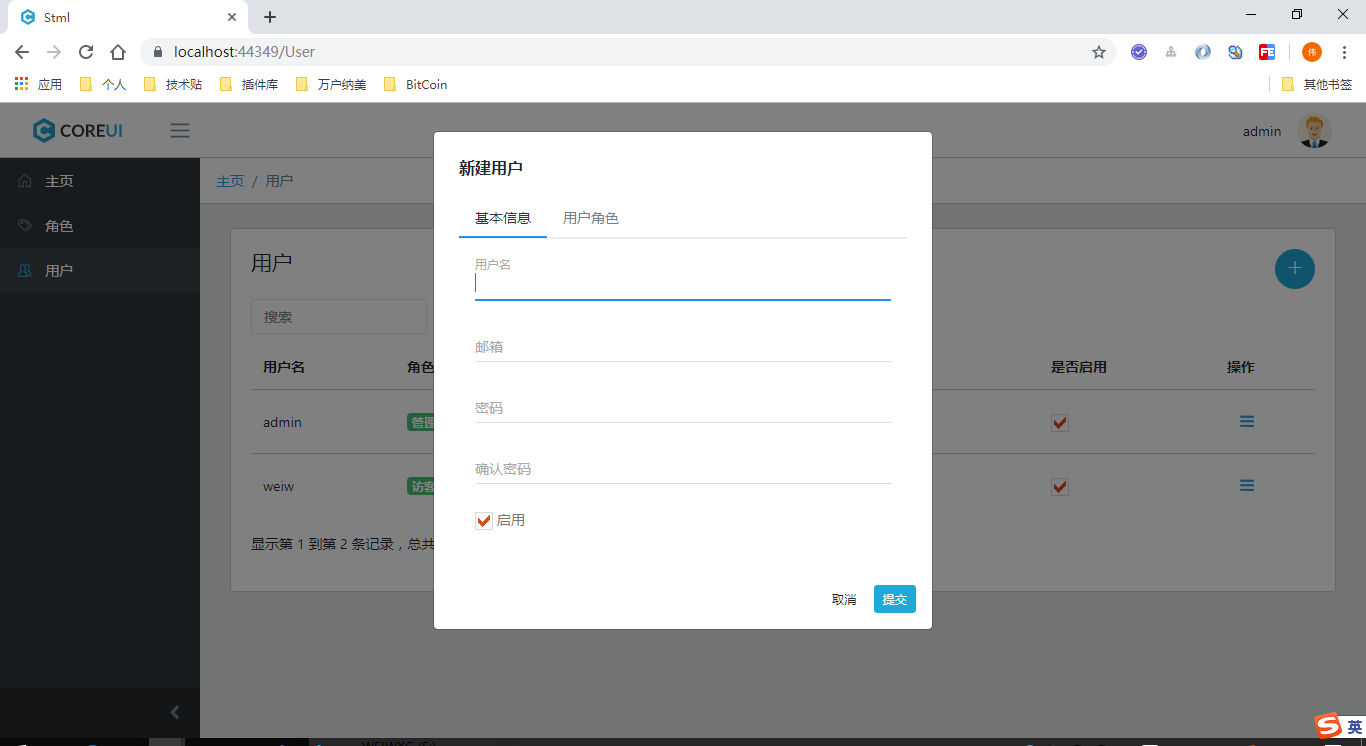 Stml
localhost:44349/User
伟
应用 个人 技术贴 插件库 万户纳美 BitCoin 其他书签
COREUI
admin
主页
角色
用户
主页 / 用户
用户
搜索
用户名 角色 是否启用 操作
admin 管理
weiw 访客
显示第 1 到第 2 条记录，总共
新建用户
基本信息 用户角色
用户名
邮箱
密码
确认密码
启用
取消 提交
英